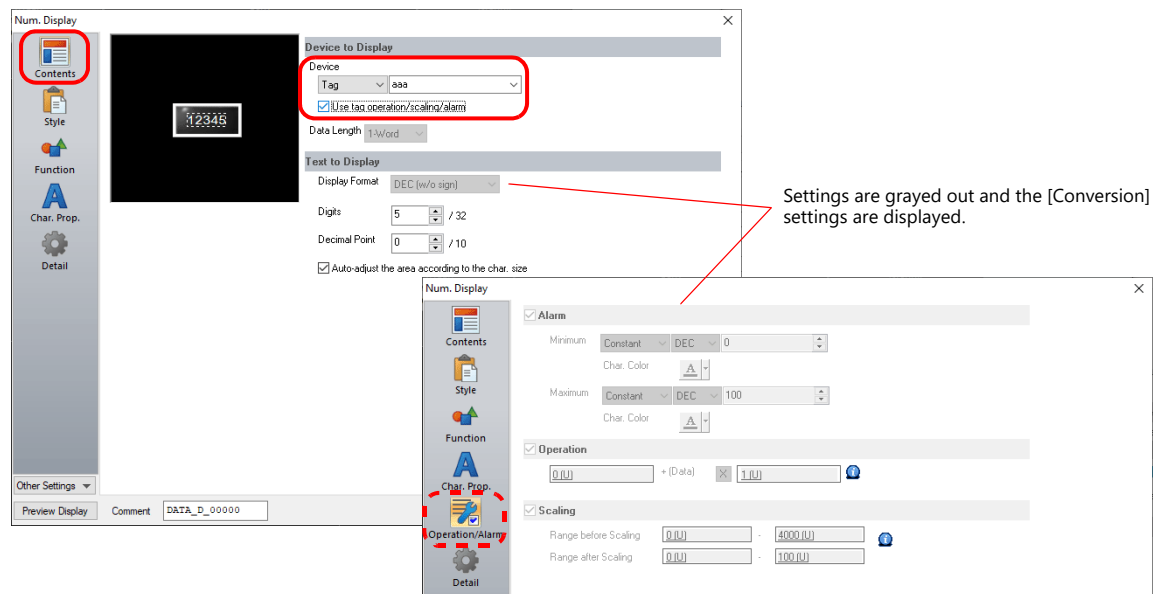 Num. Display
Contents
Style
Function
Char. Prop.
Detail
Other Settings
Preview Display
Comment DATA_D_00000
12345
Device to Display
Device
Tag aaa
Use tag operation/scaling/alarm
Data Length 1-Word
Text to Display
Display Format DEC (w/o sign)
Digits 5 / 32
Decimal Point 0 / 10
Auto-adjust the area according to the char. size
Settings are grayed out and the [Conversion]
settings are displayed.
Num. Display
Contents
Style
Function
Char. Prop.
Operation/Alarm
Detail
Alarm
Minimum Constant DEC 0
Char. Color A
Maximum Constant DEC 100
Char. Color A
Operation
0 (U) + (Data) X 1 (U)
Scaling
Range before Scaling 0 (U) - 4000 (U)
Range after Scaling 0 (U) - 100 (U)